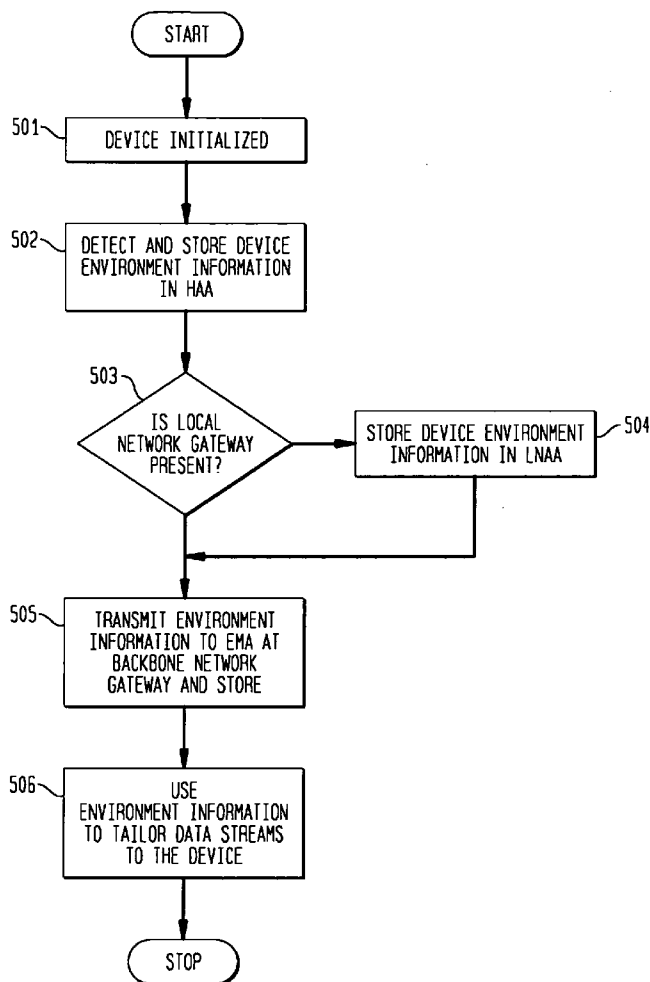 START
501
DEVICE INITIALIZED
502
DETECT AND STORE DEVICE
ENVIRONMENT INFORMATION
IN HAA
503
IS LOCAL
NETWORK GATEWAY
PRESENT?
STORE DEVICE ENVIRONMENT
INFORMATION IN LNAA
504
505
TRANSMIT ENVIRONMENT
INFORMATION TO EMA AT
BACKBONE NETWORK
GATEWAY AND STORE
506
USE
ENVIRONMENT INFORMATION
TO TAILOR DATA STREAMS
TO THE DEVICE
STOP